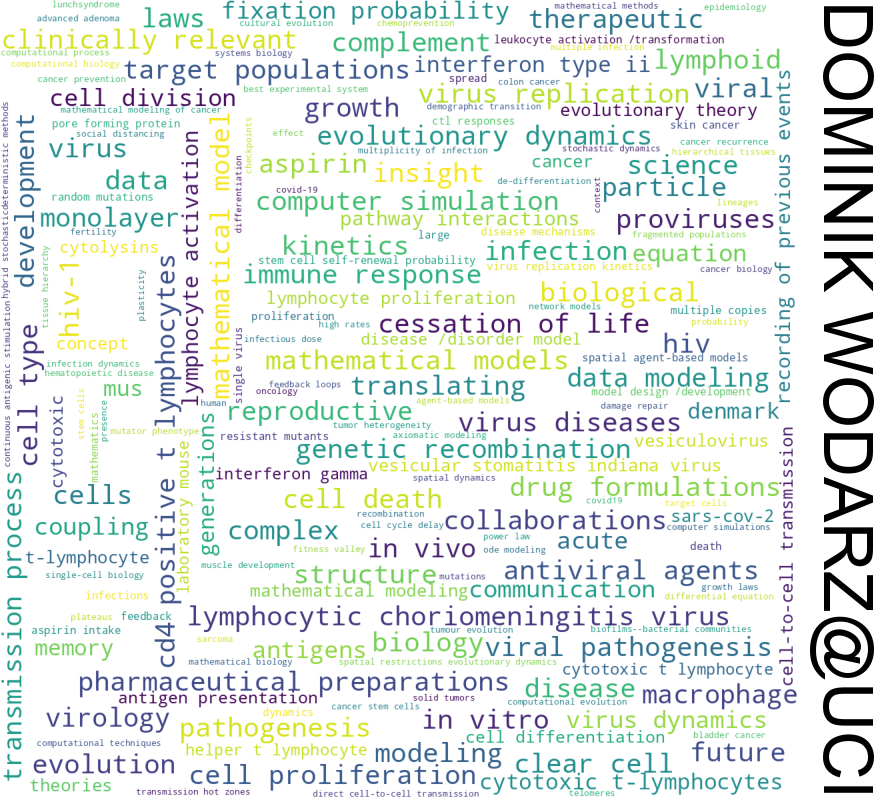 lunchsyndrome
laws
fixation probability
mathematical methods
epidemiology
advanced adenoma
cultural evolution
chemoprevention
therapeutic
clinically relevant
complement
leukocyte activation /transformation
multiple infection
computational process
systems biology
computational biology
target populations
interferon type ii
lymphoid
cancer prevention
spread
colon cancer
viral
best experimental system
virus replication
cell division
mathematical modeling of cancer
growth
demographic transition
evolutionary theory
pore forming protein
ctl responses
skin cancer
social distancing
effect
evolutionary dynamics
cancer recurrence
virus
multiplicity of infection
stochastic dynamics
hierarchical tissues
aspirin
insight
cancer
science
data
covid-19
de-differentiation
particle
random mutations
computer simulation
context
lineages
monolayer
pathway interactions
proviruses
fertility
large
disease mechanisms
fragmented populations
cytolysins
kinetics
infection
equation
stem cell self-renewal probability
virus replication kinetics
cancer biology
immune response
biological
lymphocyte proliferation
network models
multiple copies
proliferation
high rates
cessation of life
probability
infectious dose
disease /disorder model
hiv
concept
mathematical models
spatial agent-based models
infection dynamics
hematopoietic disease
translating
data modeling
mus
feedback loops
oncology
model design /development
human
agent-based models
damage repair
reproductive
denmark
tumor heterogeneity
virus diseases
mutator phenotype
resistant mutants
axiomatic modeling
vesiculovirus
genetic recombination
interferon gamma
vesicular stomatitis indiana virus
spatial dynamics
drug formulations
cells
cell death
covid19
target cells
recombination
collaborations
sars-cov-2
coupling
complex
cell cycle delay
computer simulations
power law
acute
t-lymphocyte
fitness valley
in vivo
ode modeling
death
muscle development
single-cell biology
structure
mutations
antiviral agents
mathematical modeling
communication
growth laws
infections
differential equation
plateaus
feedback
lymphocytic choriomeningitis virus
aspirin intake
tumour evolution
biofilms--bacterial communities
memory
sarcoma
antigens
biology
viral pathogenesis
mathematical biology
spatial restrictions evolutionary dynamics
cytotoxic t lymphocyte
pharmaceutical preparations
disease
macrophage
antigen presentation
solid tumors
computational evolution
cancer stem cells
virology
dynamics
in vitro
virus dynamics
pathogenesis
cell differentiation
bladder cancer
computational techniques
helper t lymphocyte
modeling
future
evolution
clear cell
cell proliferation
cytotoxic t-lymphocytes
theories
transmission hot zones
direct cell-to-cell transmission
telomeres
hybrid stochasticdeterministic methods
continuous antigenic stimulation
development
cell type
transmission process
tissue hierarchy
hiv-1
cytotoxic
stem cells
mathematics
presence
plasticity
cd4 positive t lymphocytes
lymphocyte activation
laboratory mouse
generations
mathematical model
differentiation
single virus
checkpoints
recording of previous events
cell-to-cell transmission
DOMINIK WODARZ@UCI